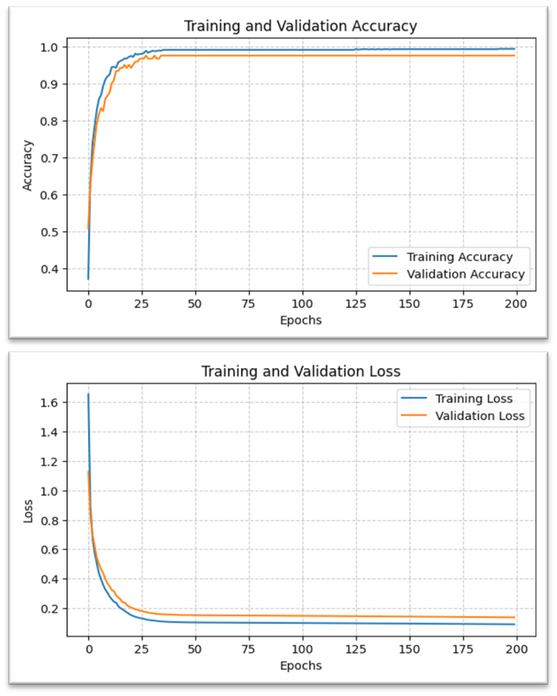 Training and Validation Accuracy
1.0
0.9
0.8
0.7
0.6
0.5
0.4
Accuracy
Training Accuracy
Validation Accuracy
0 25 50 75 100 125 150 175 200
Epochs
Training and Validation Loss
1.6
1.4
1.2
1.0
0.8
0.6
0.4
0.2
Loss
Training Loss
Validation Loss
0 25 50 75 100 125 150 175 200
Epochs